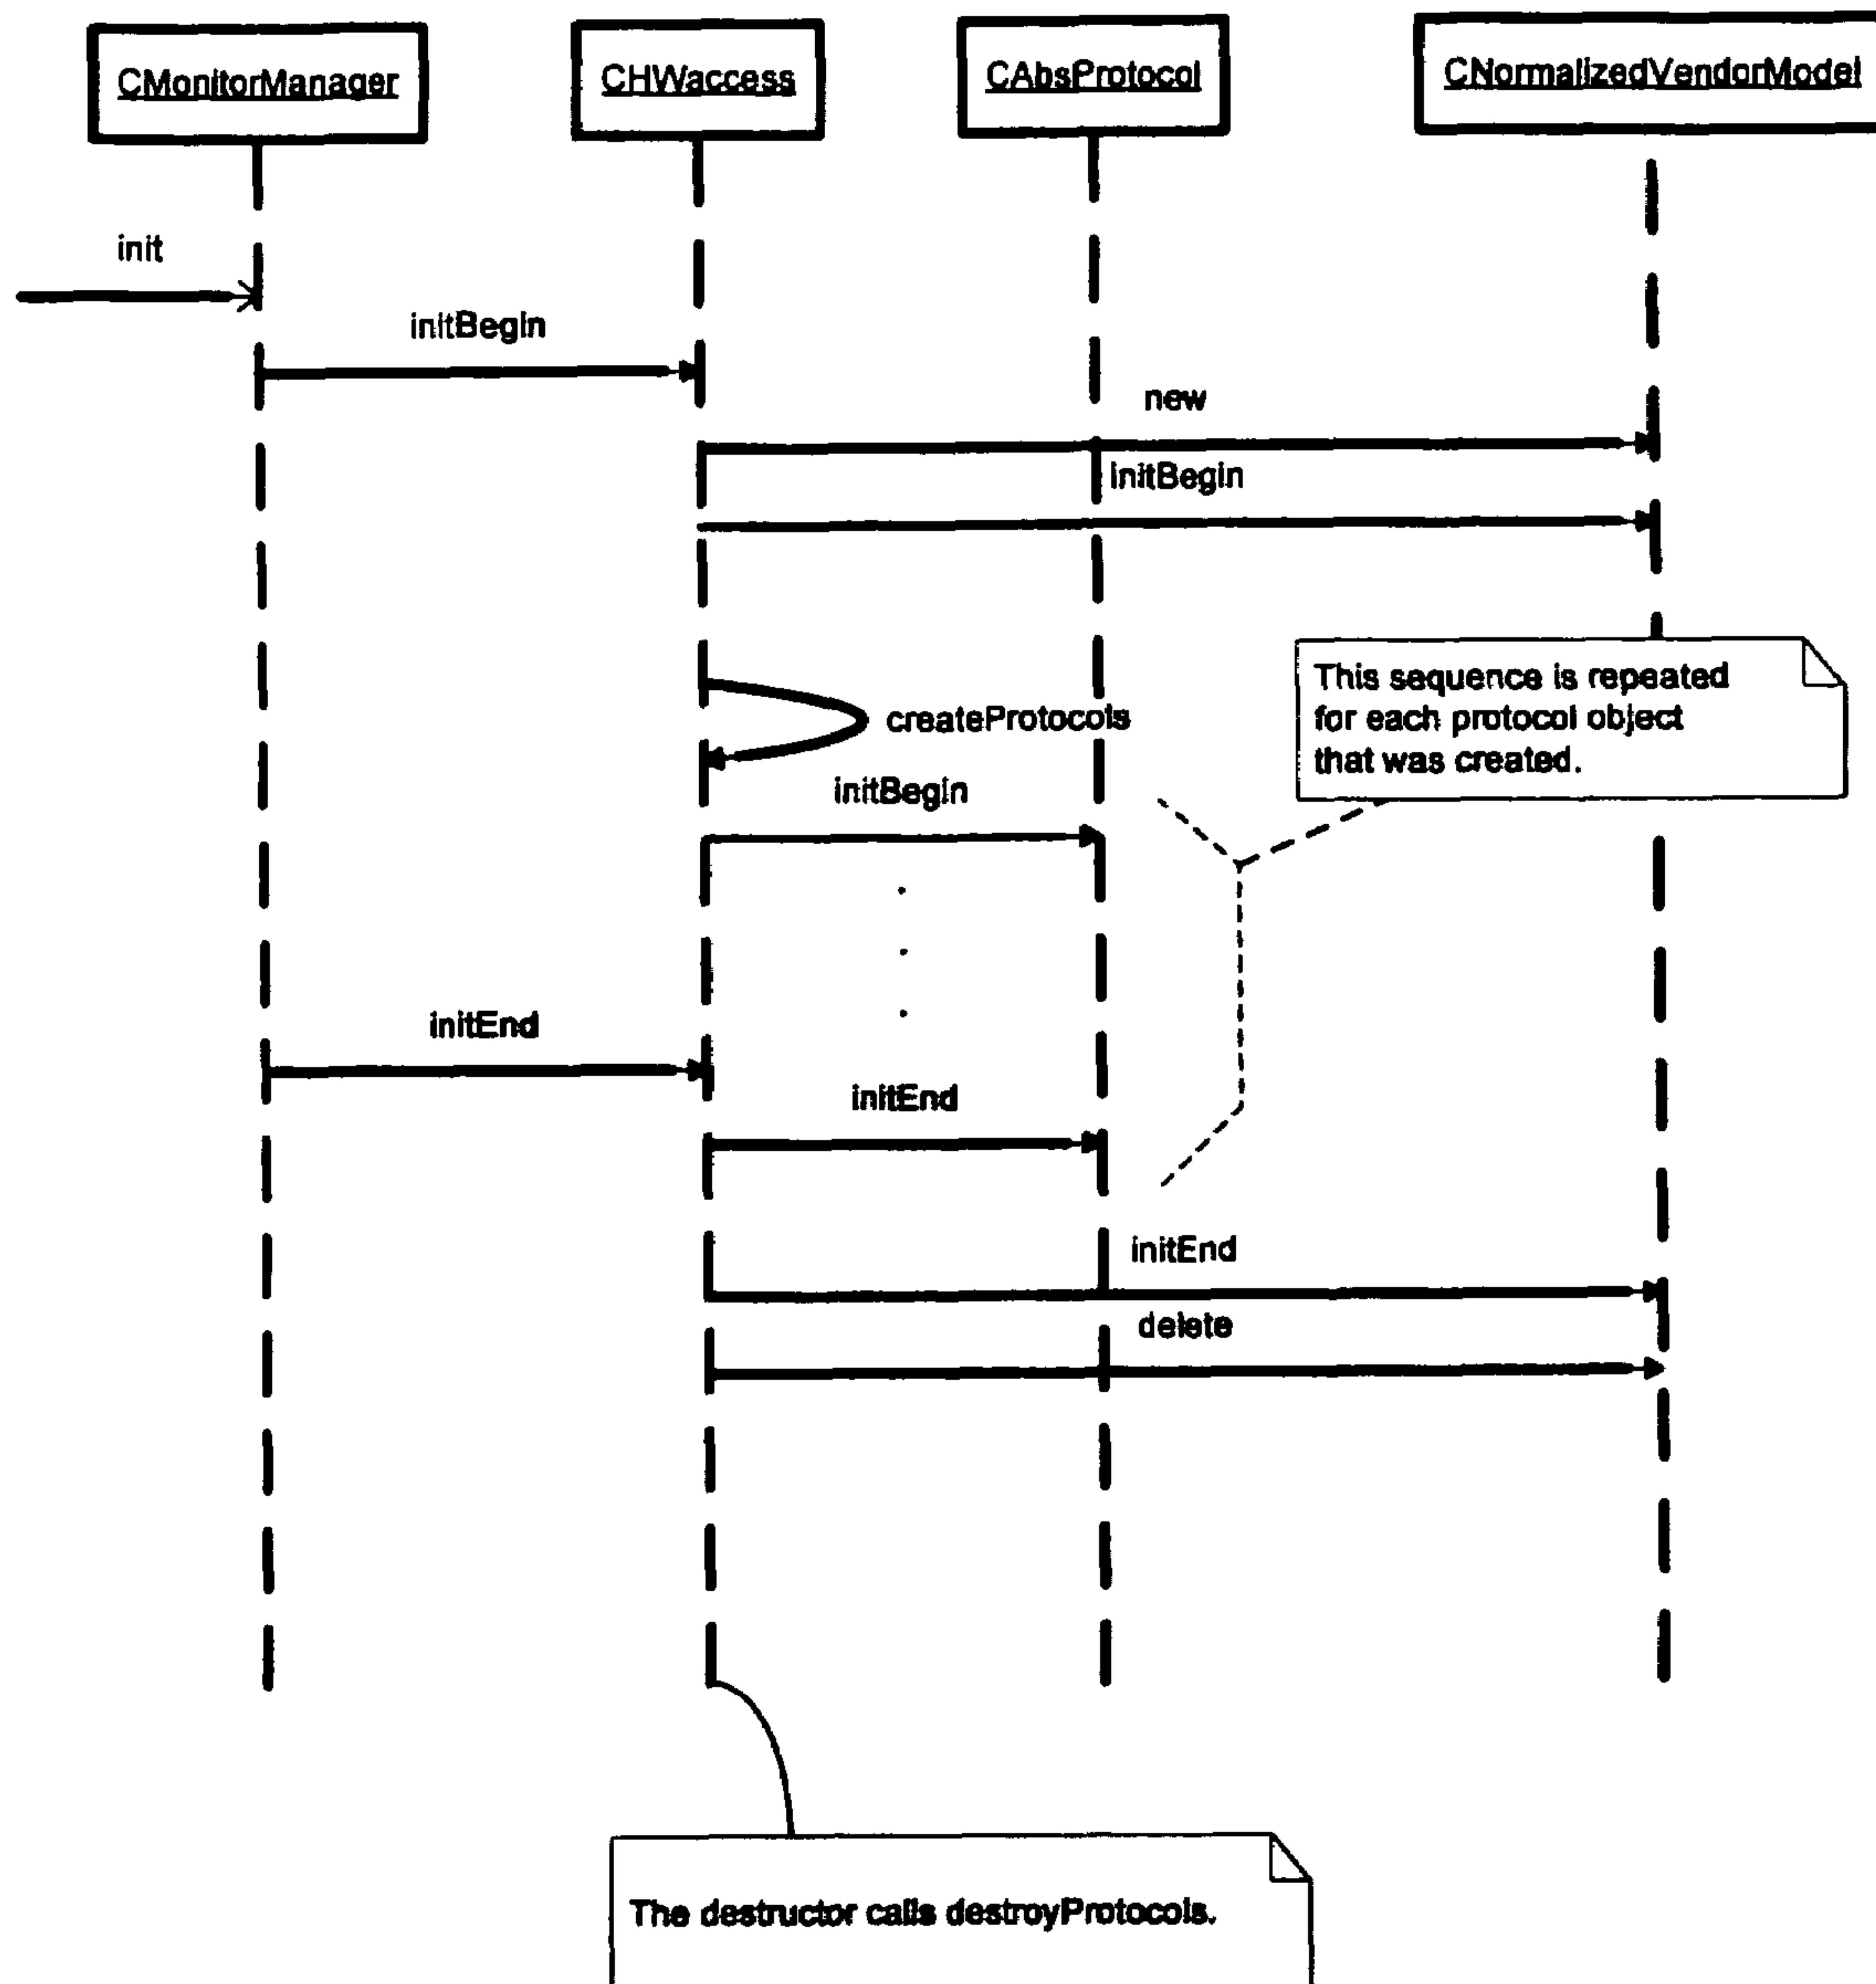 CMonitorManager
CHWaccess
CAbsProtocol
CNormalizedVendorModel
init
initBegin
new
initBegin
createProtocols
This sequence is repeated
for each protocol object
that was created.
initBegin
initEnd
initEnd
initEnd
delete
The destructor calls destroyProtocols.